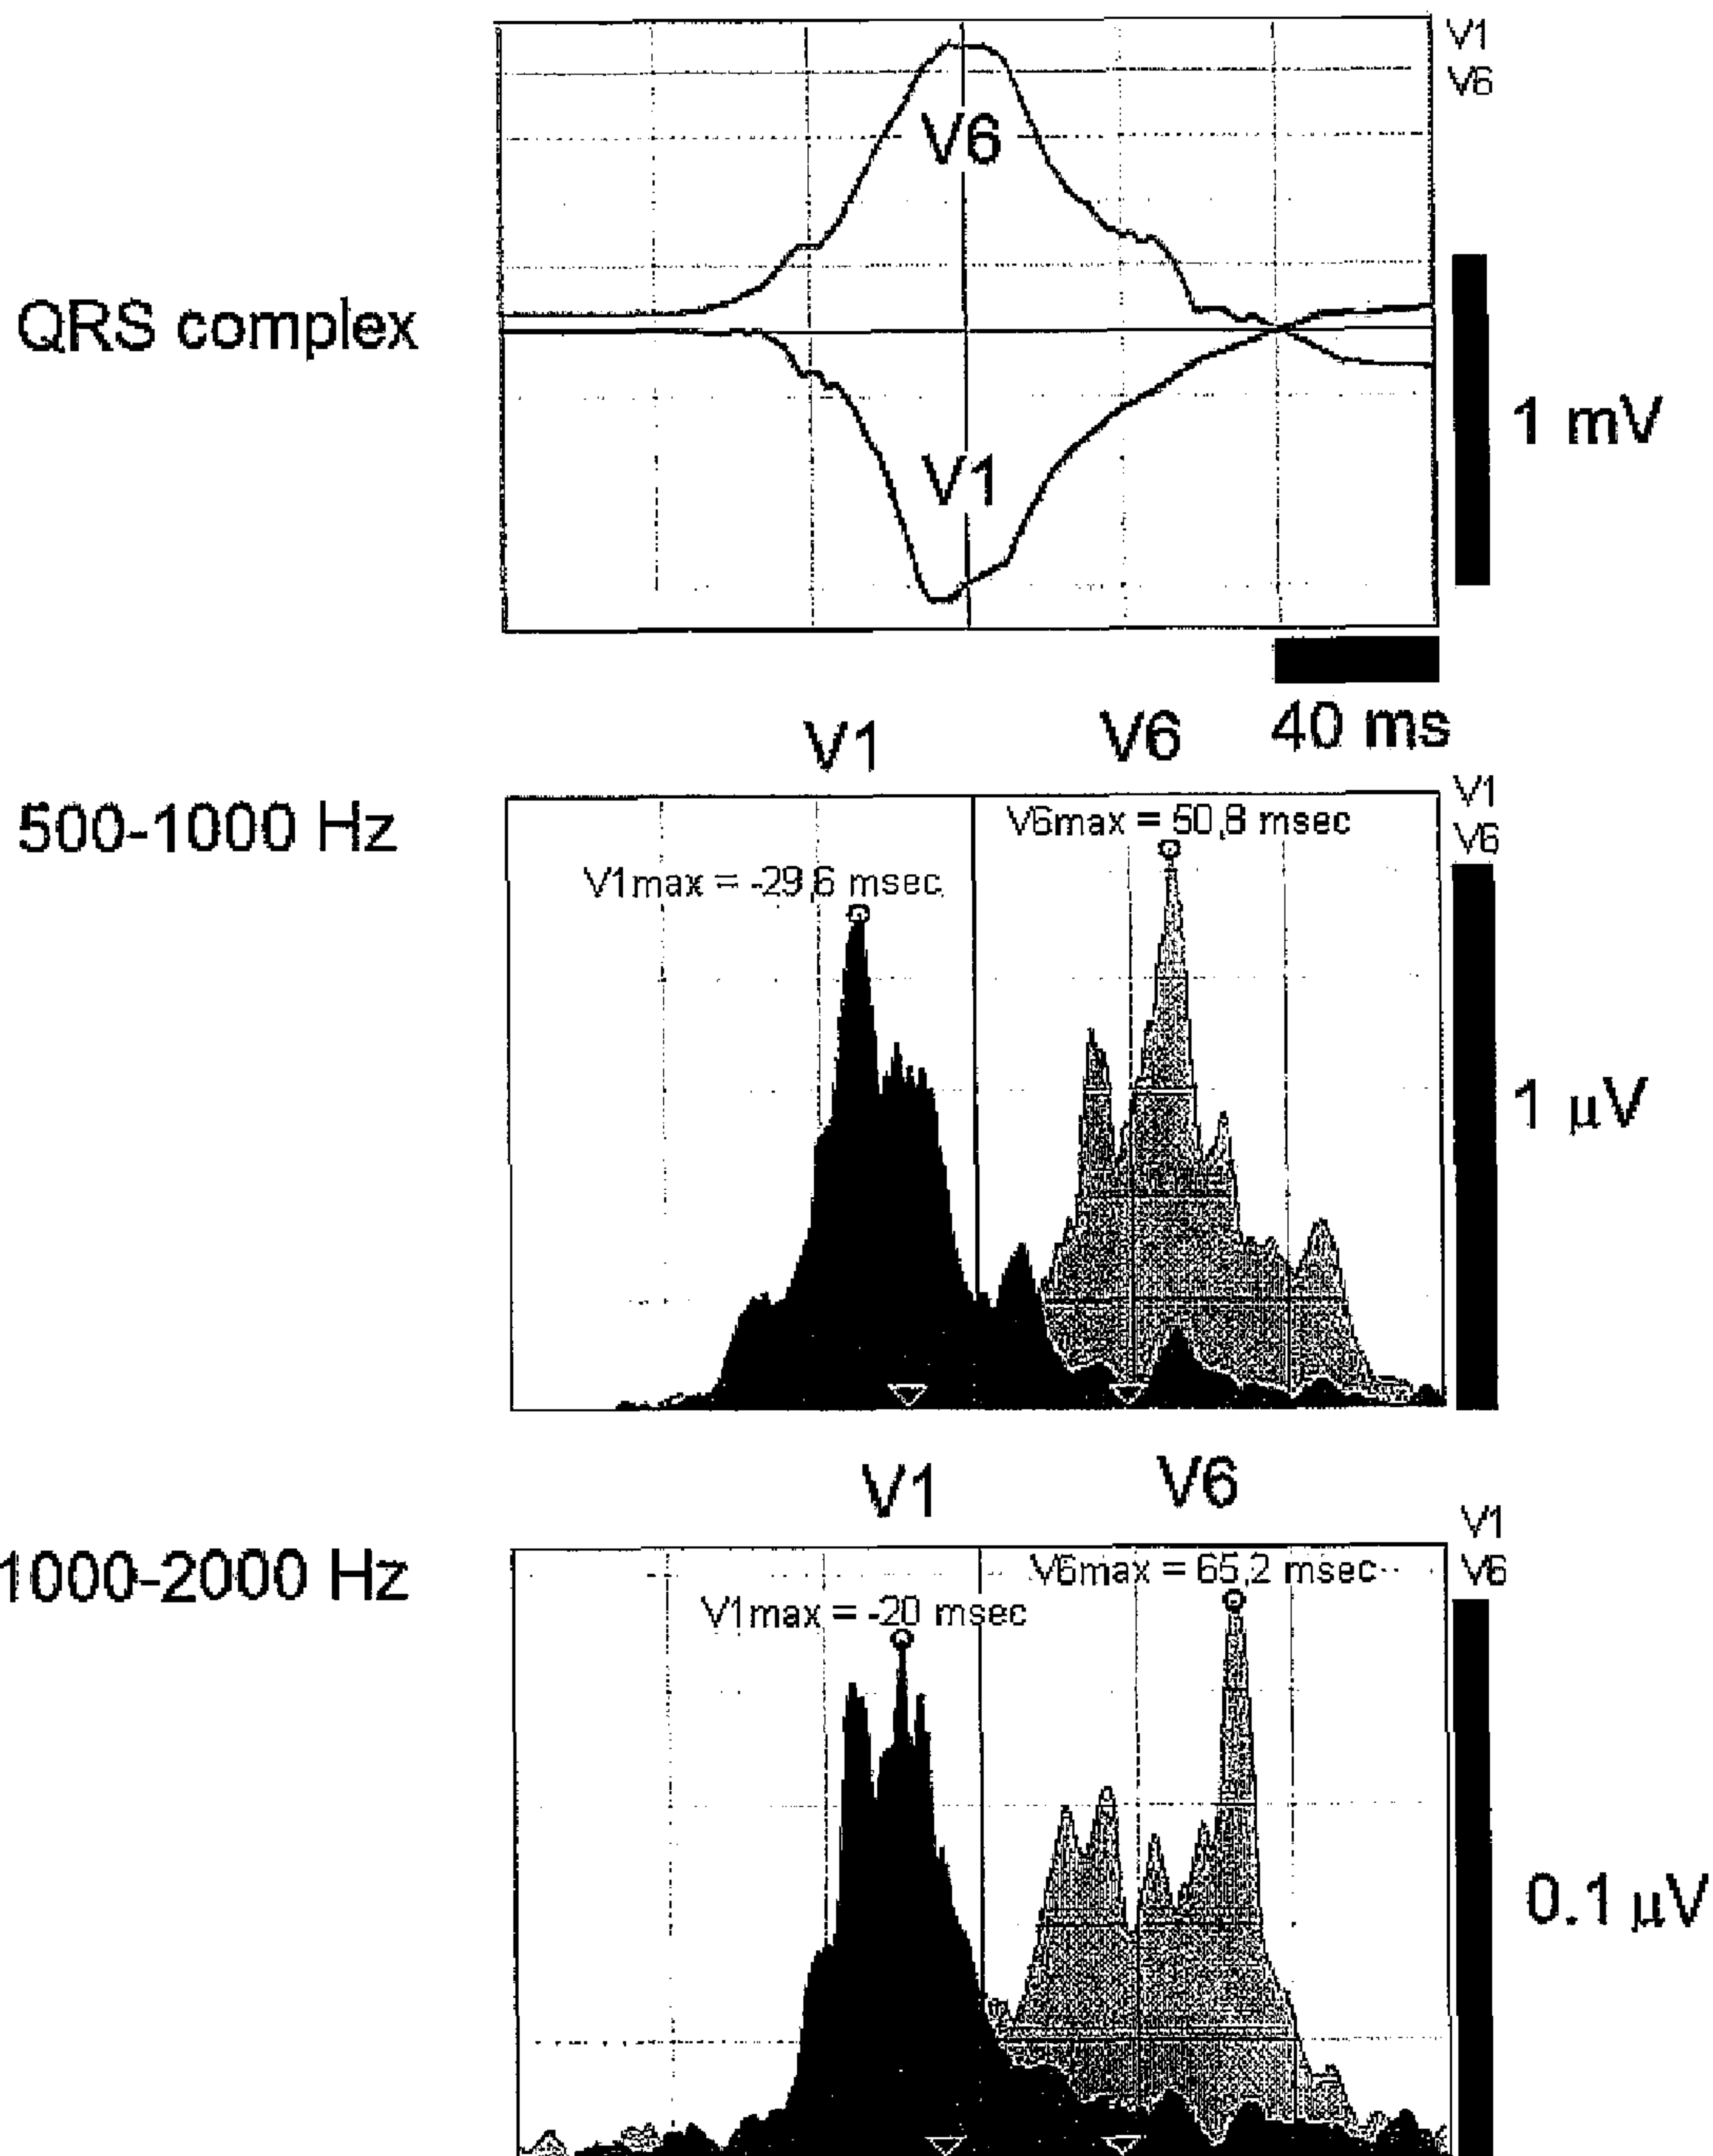 V1
V6
V6
QRS complex
1 mV
V1
40 ms
V1 V6
500-1000 Hz
V1
V6
V6max = 50,8 msec
V1max = -29,6 msec
1 µV
V1 V6
1000-2000 Hz
V1
V6
V6max = 65,2 msec
V1max = -20 msec
0.1 µV